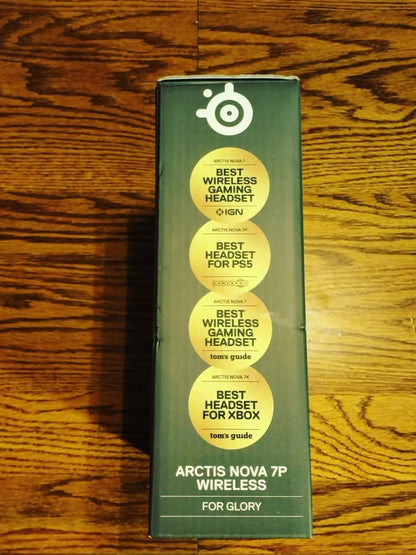 ARCTIS NOVA 7
BEST
WIRELESS
GAMING
HEADSET
IGN
ARCTIS NOVA 7P
BEST
HEADSET
FOR PS5
GAMESPOT
ARCTIS NOVA 7
BEST
WIRELESS
GAMING
HEADSET
tom's guide
ARCTIS NOVA 7X
BEST
HEADSET
FOR XBOX
tom's guide
ARCTIS NOVA 7P
WIRELESS
FOR GLORY